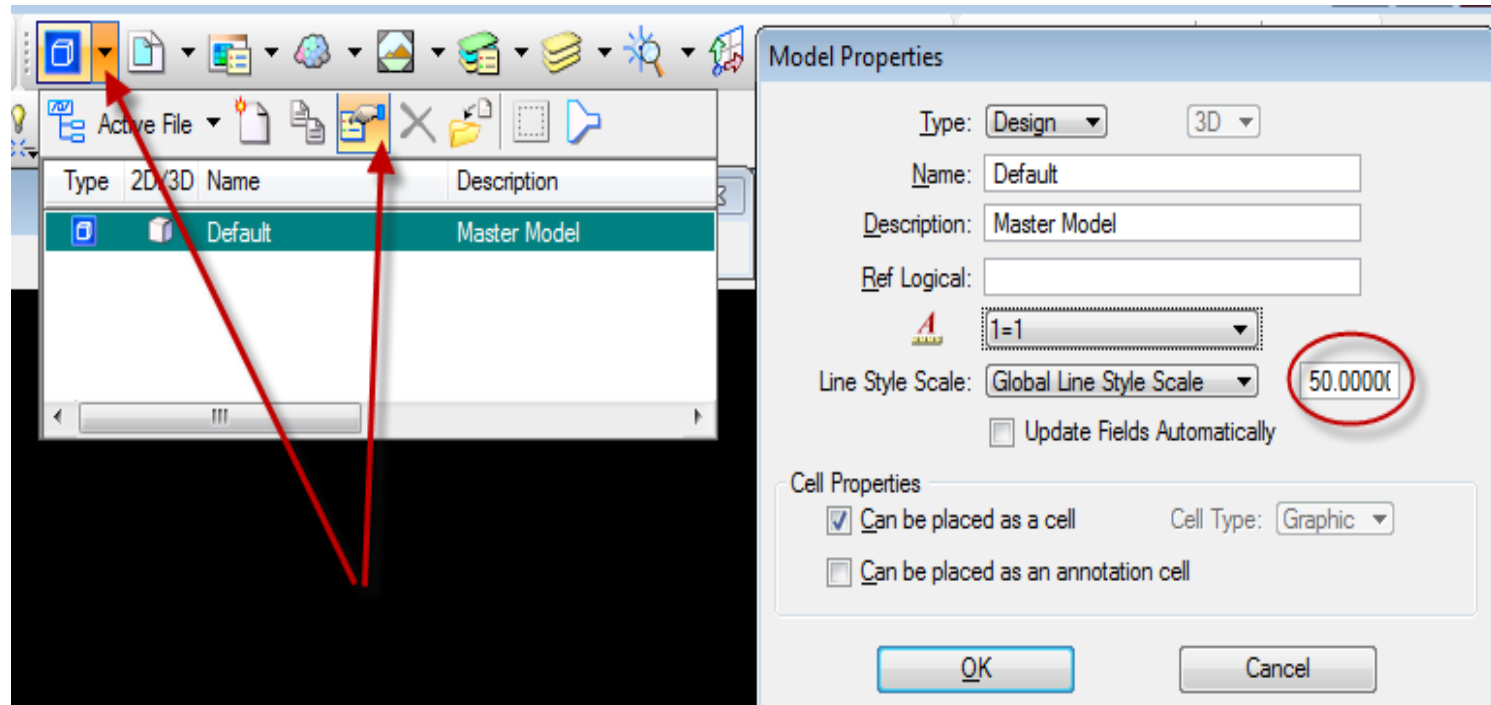 Active File
Type 2D/3D Name Description
Default Master Model
Model Properties
Type: Design 3D
Name: Default
Description: Master Model
Ref Logical:
A 1=1
Line Style Scale: Global Line Style Scale 50.0000
Update Fields Automatically
Cell Properties
Can be placed as a cell Cell Type: Graphic
Can be placed as an annotation cell
OK Cancel